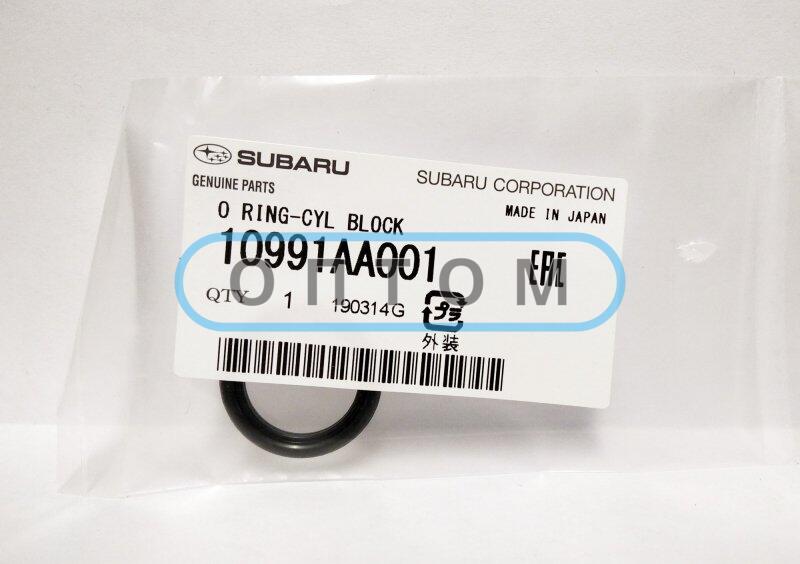 SUBARU
SUBARU CORPORATION
GENUINE PARTS
MADE IN JAPAN
O RING-CYL BLOCK
10991AA001
EAC
ОПТОМ
QTY 1 190314G
プラ
外装